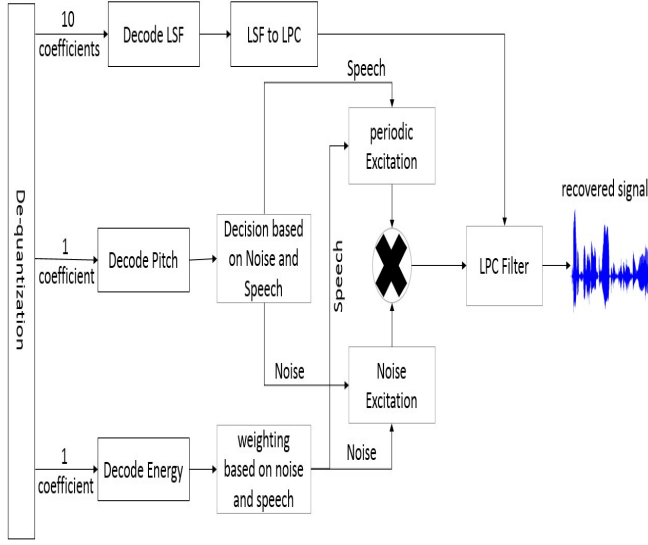 De-quantization
10
coefficients
Decode LSF
LSF to LPC
Speech
periodic
Excitation
recovered signal
1
coefficient
Decode Pitch
Decision based
on Noise and
Speech
Speech
LPC Filter
Noise
Noise
Excitation
1
coefficient
Decode Energy
weighting
based on noise
and speech
Noise